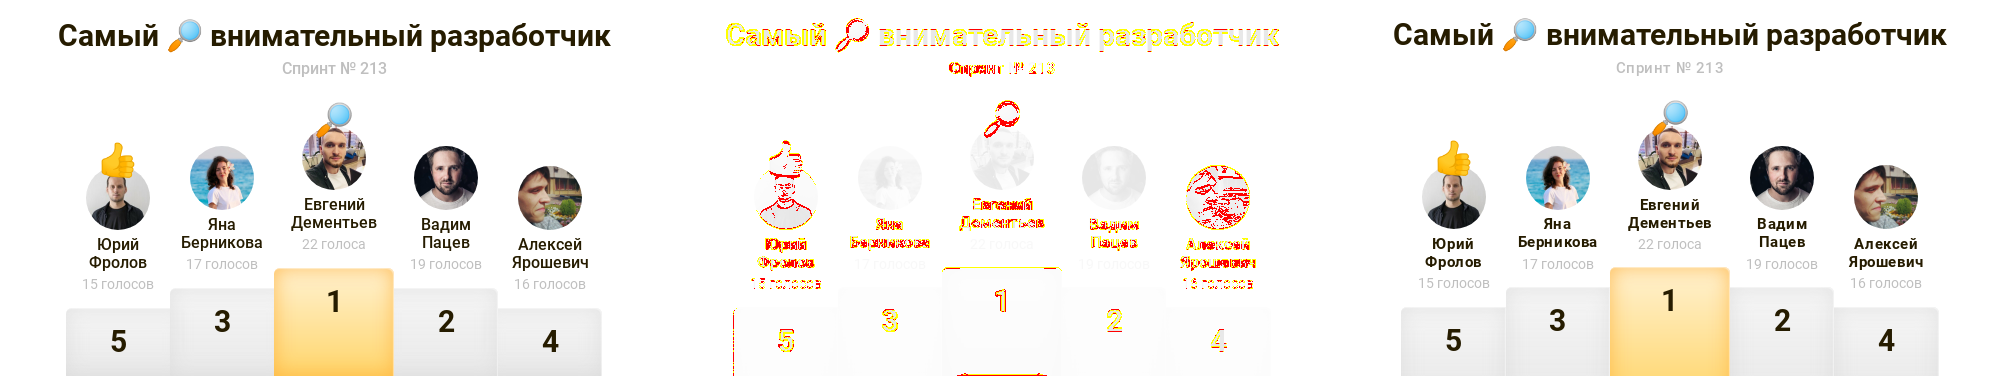 Самый 🔎 внимательный разработчик
Спринт № 213
Евгений
Дементьев
22 голоса
Яна
Берникова
17 голосов
Вадим
Пацев
19 голосов
Юрий
Фролов
15 голосов
Алексей
Ярошевич
16 голосов
1
3
2
5
4
Самый 🔎 внимательный разработчик
Спринт № 213
Евгений
Дементьев
22 голоса
Яна
Берникова
17 голосов
Вадим
Пацев
19 голосов
Юрий
Фролов
15 голосов
Алексей
Ярошевич
16 голосов
1
3
2
5
4
Самый 🔎 внимательный разработчик
Спринт № 213
Евгений
Дементьев
22 голоса
Яна
Берникова
17 голосов
Вадим
Пацев
19 голосов
Юрий
Фролов
15 голосов
Алексей
Ярошевич
16 голосов
1
3
2
5
4